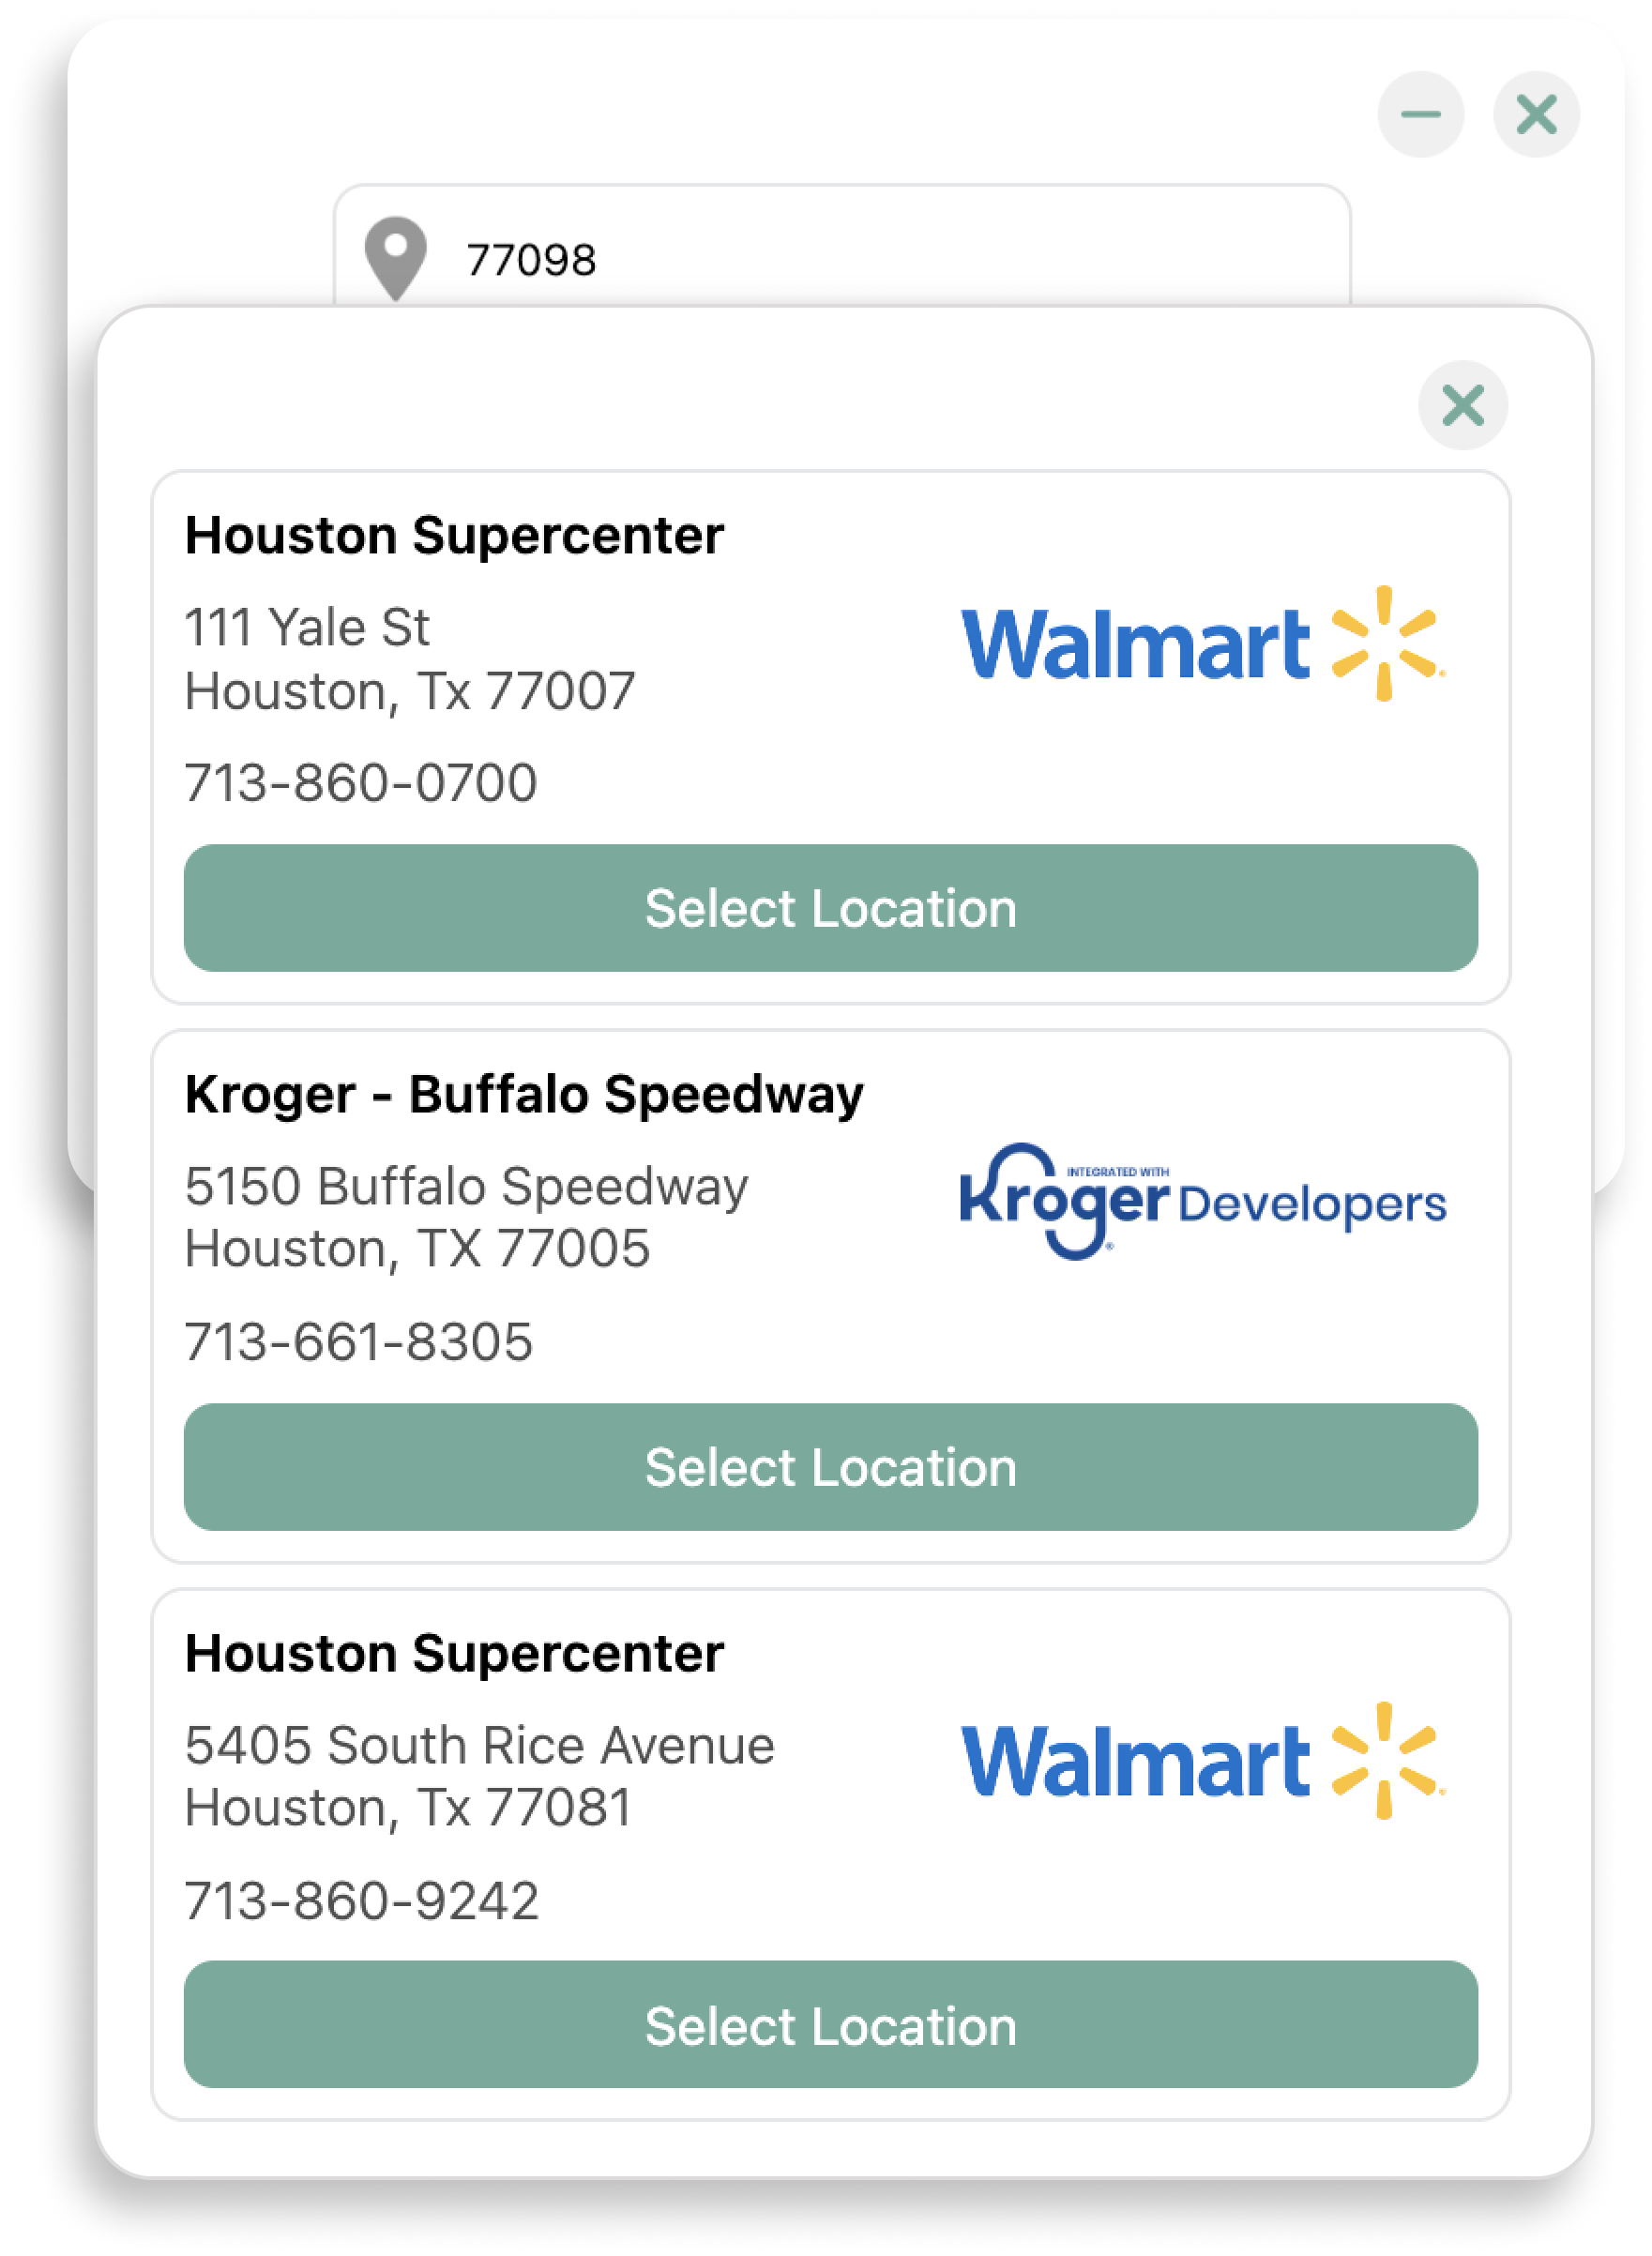 77098
Houston Supercenter
111 Yale St
Houston, Tx 77007
Walmart
713-860-0700
Select Location
Kroger - Buffalo Speedway
5150 Buffalo Speedway
Houston, TX 77005
INTEGRATED WITH
Kroger Developers
713-661-8305
Select Location
Houston Supercenter
5405 South Rice Avenue
Houston, Tx 77081
Walmart
713-860-9242
Select Location